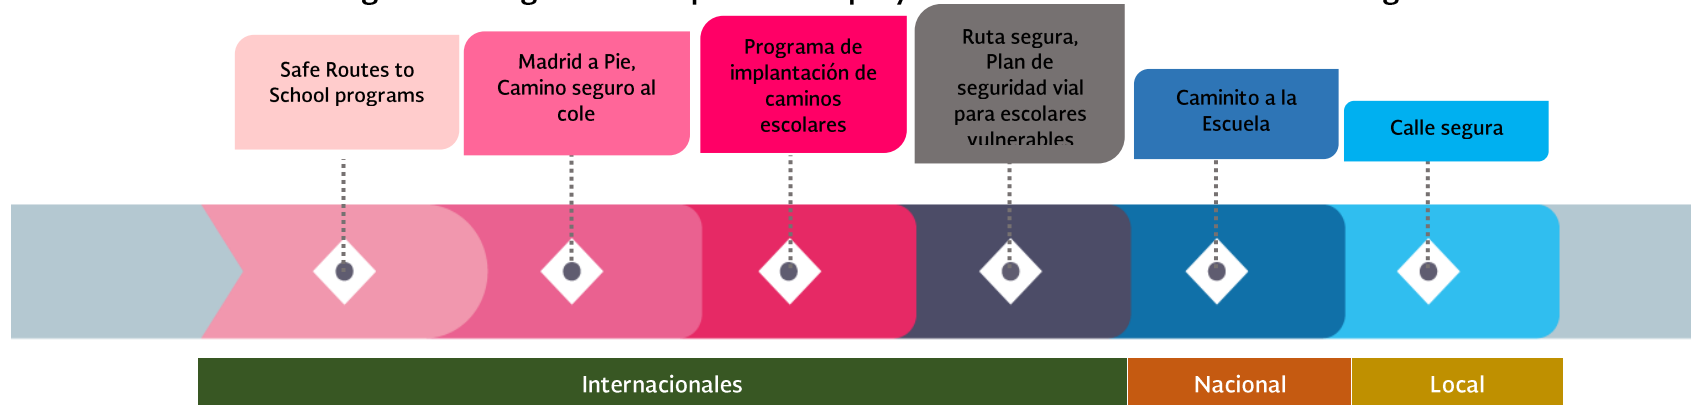 Safe Routes to
School programs
Madrid a Pie,
Camino seguro al
cole
Programa de
implantación de
caminos
escolares
Ruta segura,
Plan de
seguridad vial
para escolares
vulnerables
Caminito a la
Escuela
Calle segura
Internacionales
Nacional
Local